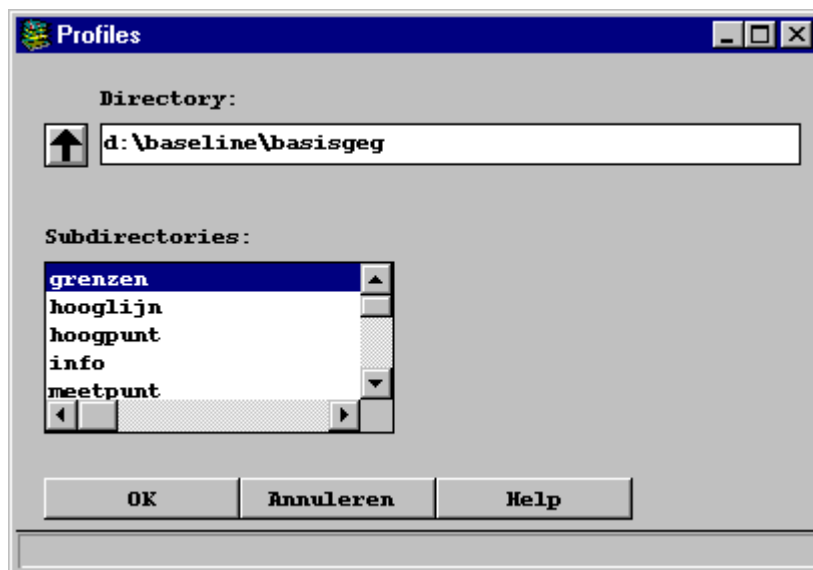 Profiles
Directory:
d:\baseline\basisgeg
Subdirectories:
grenzen
hooglijn
hoogpunt
info
meetpunt
OK
Annuleren
Help